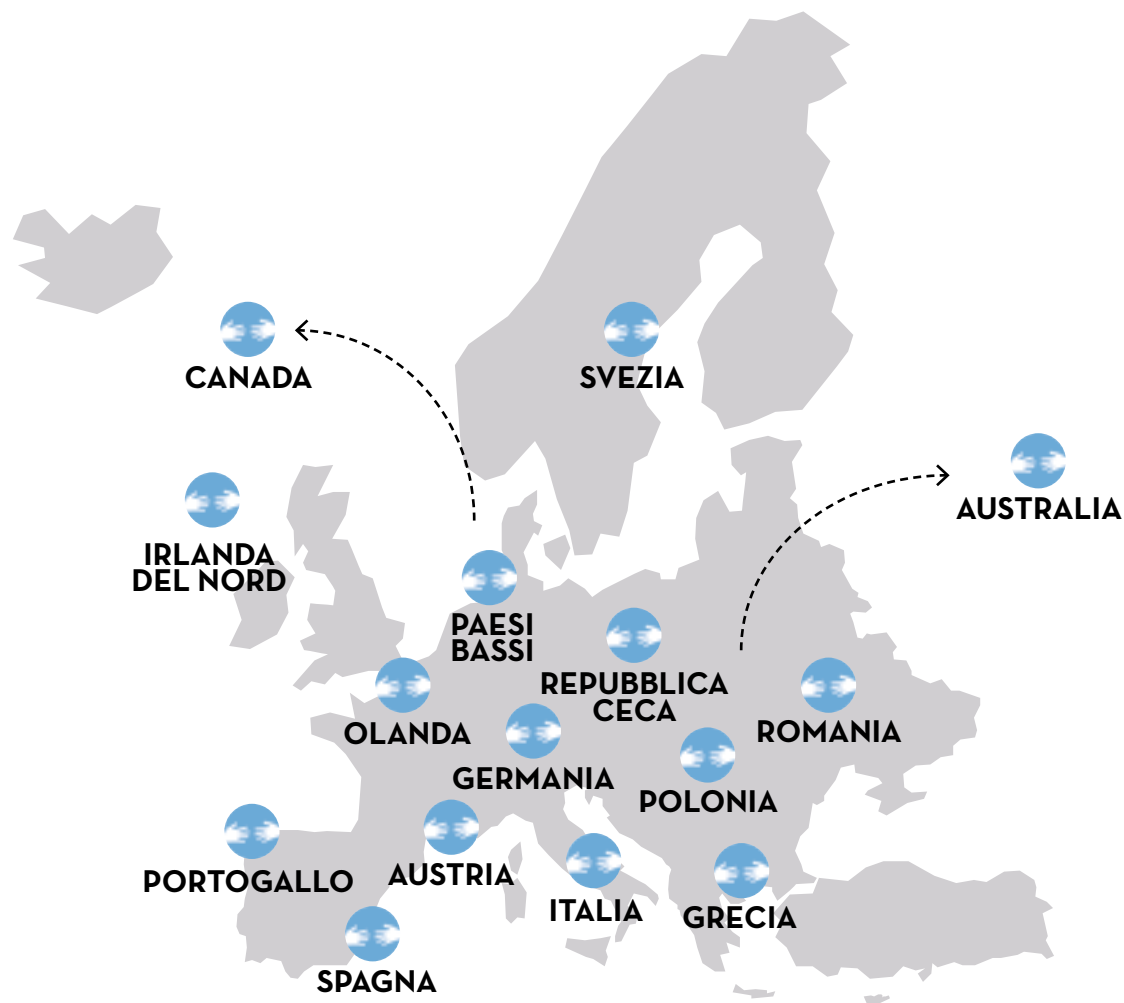 CANADA
SVEZIA
AUSTRALIA
IRLANDA
DEL NORD
PAESI
BASSI
REPUBBLICA
CECA
OLANDA
ROMANIA
GERMANIA
POLONIA
PORTOGALLO
AUSTRIA
ITALIA
GRECIA
SPAGNA